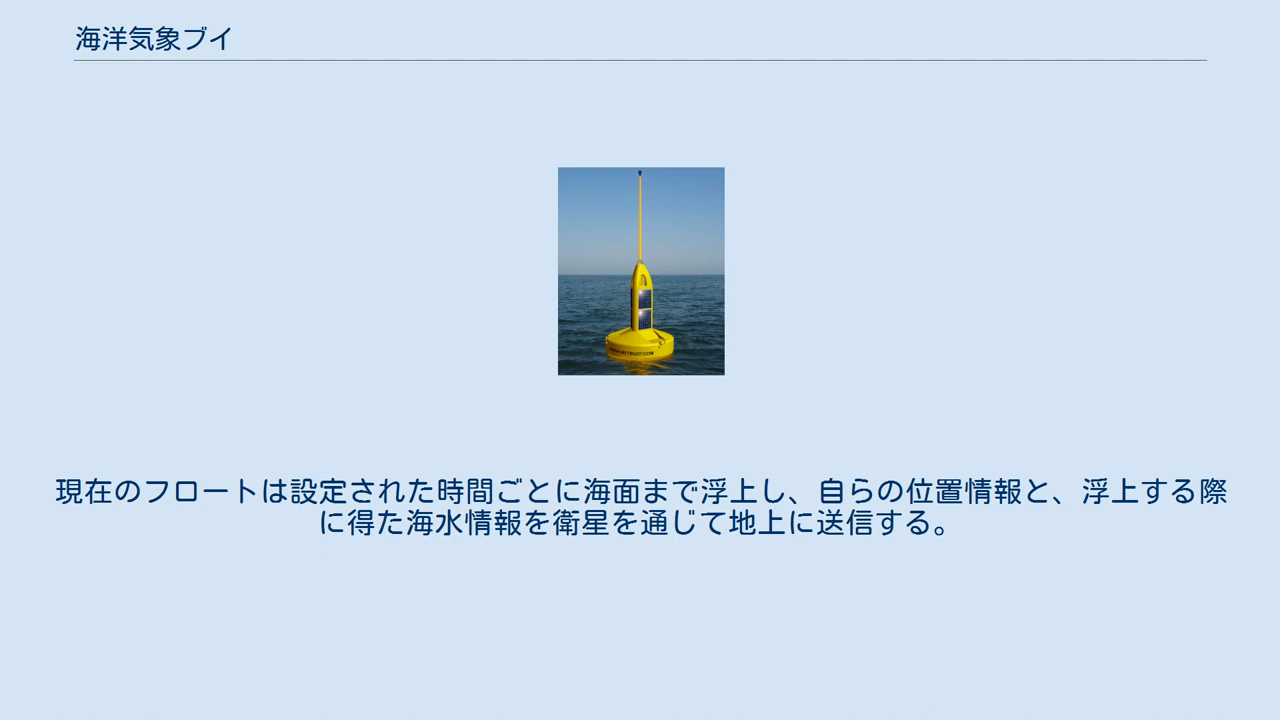 海洋気象ブイ
現在のフロートは設定された時間ごとに海面まで浮上し、自らの位置情報と、浮上する際
に得た海水情報を衛星を通じて地上に送信する。